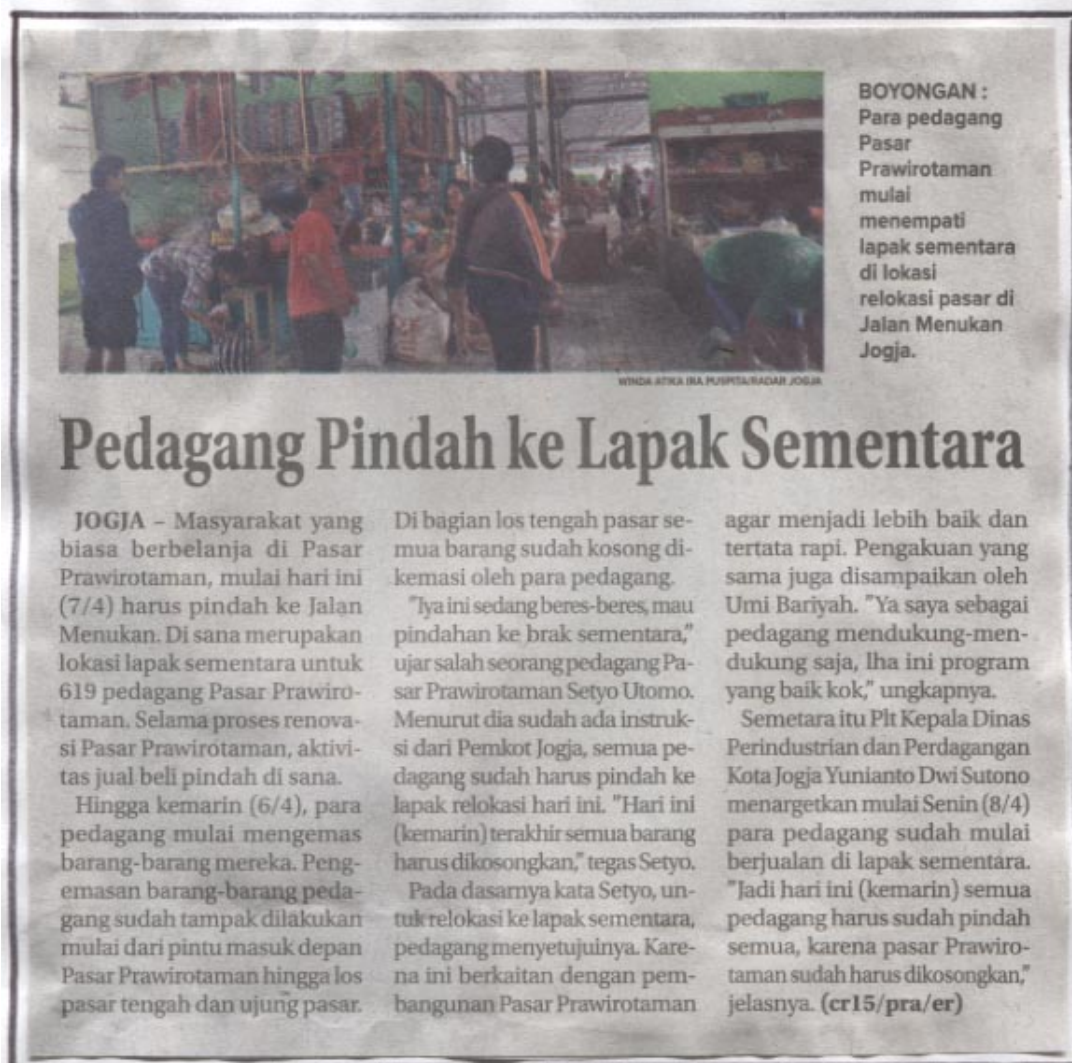 BOYONGAN :
Para pedagang
Pasar
Prawirotaman
mulai
menempati
lapak sementara
di lokasi
relokasi pasar di
Jalan Menukan
Jogja.
WINDA ATIKA IRA PUSPITA/RADAR JOGJA
Pedagang Pindah ke Lapak Sementara
JOGJA – Masyarakat yang
biasa berbelanja di Pasar
Prawirotaman, mulai hari ini
(7/4) harus pindah ke Jalan
Menukan. Di sana merupakan
lokasi lapak sementara untuk
619 pedagang Pasar Prawiro-
taman. Selama proses renova-
si Pasar Prawirotaman, aktivi-
tas jual beli pindah di sana.
Hingga kemarin (6/4), para
pedagang mulai mengemas
barang-barang mereka. Peng-
emasan barang-barang peda-
gang sudah tampak dilakukan
mulai dari pintu masuk depan
Pasar Prawirotaman hingga los
pasar tengah dan ujung pasar.
Di bagian los tengah pasar se-
mua barang sudah kosong di-
kemasi oleh para pedagang.
"Iya ini sedang beres-beres, mau
pindahan ke brak sementara,"
ujar salah seorang pedagang Pa-
sar Prawirotaman Setyo Utomo.
Menurut dia sudah ada instruk-
si dari Pemkot Jogja, semua pe-
dagang sudah harus pindah ke
lapak relokasi hari ini. "Hari ini
(kemarin) terakhir semua barang
harus dikosongkan," tegas Setyo.
Pada dasarnya kata Setyo, un-
tuk relokasi ke lapak sementara,
pedagang menyetujuinya. Kare-
na ini berkaitan dengan pem-
bangunan Pasar Prawirotaman
agar menjadi lebih baik dan
tertata rapi. Pengakuan yang
sama juga disampaikan oleh
Umi Bariyah. "Ya saya sebagai
pedagang mendukung-men-
dukung saja, lha ini program
yang baik kok," ungkapnya.
Semetara itu Plt Kepala Dinas
Perindustrian dan Perdagangan
Kota Jogja Yunianto Dwi Sutono
menargetkan mulai Senin (8/4)
para pedagang sudah mulai
berjualan di lapak sementara.
"Jadi hari ini (kemarin) semua
pedagang harus sudah pindah
semua, karena pasar Prawiro-
taman sudah harus dikosongkan,"
jelasnya. (cr15/pra/er)